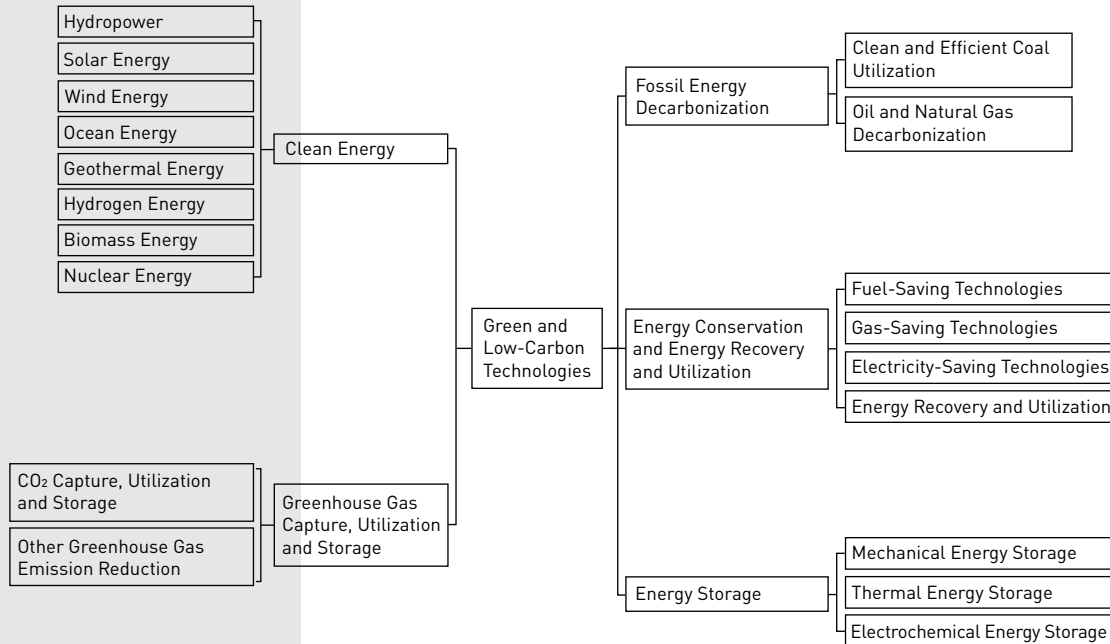 Hydropower
Solar Energy
Wind Energy
Ocean Energy
Geothermal Energy
Hydrogen Energy
Biomass Energy
Nuclear Energy
Clean Energy
CO₂ Capture, Utilization
and Storage
Other Greenhouse Gas
Emission Reduction
Greenhouse Gas
Capture, Utilization
and Storage
Green and
Low-Carbon
Technologies
Fossil Energy
Decarbonization
Clean and Efficient Coal
Utilization
Oil and Natural Gas
Decarbonization
Energy Conservation
and Energy Recovery
and Utilization
Fuel-Saving Technologies
Gas-Saving Technologies
Electricity-Saving Technologies
Energy Recovery and Utilization
Energy Storage
Mechanical Energy Storage
Thermal Energy Storage
Electrochemical Energy Storage